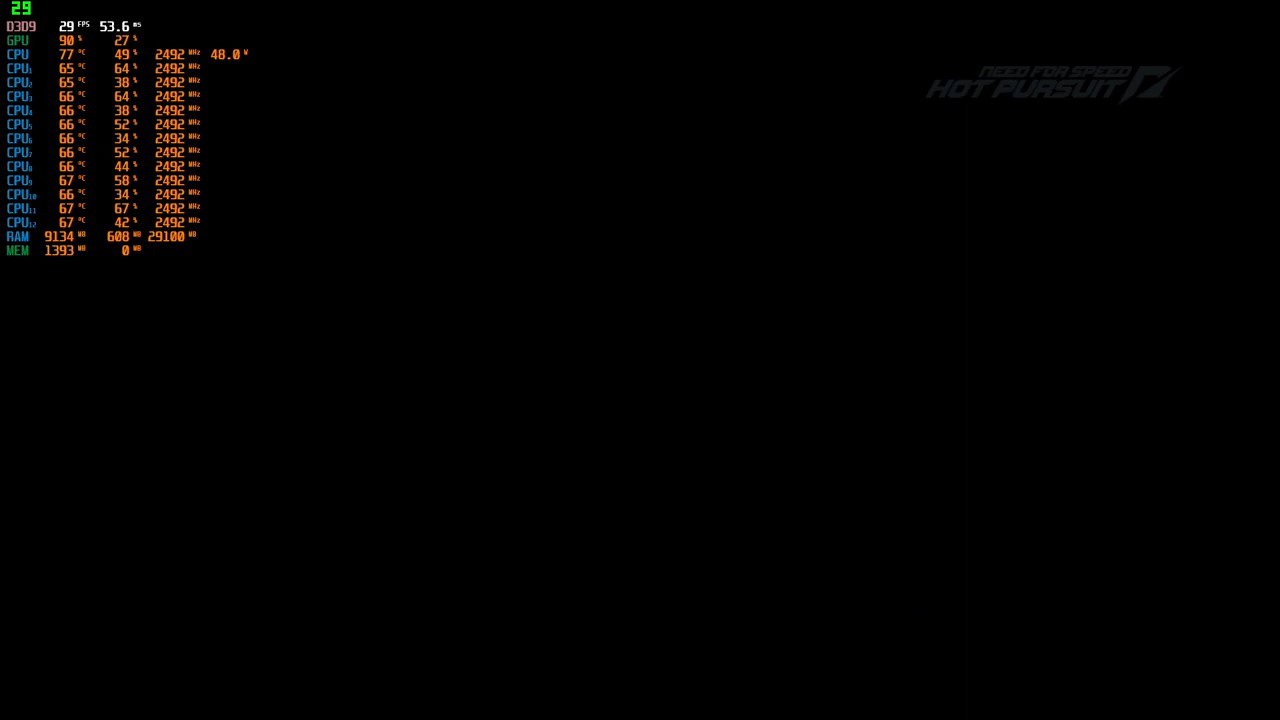 29
D3D9 29 FPS 53.6 ms
GPU 90 % 27 %
CPU 77 °C 49 % 2492 MHz 48.0 W
CPU1 65 °C 64 % 2492 MHz
CPU2 65 °C 38 % 2492 MHz
CPU3 66 °C 64 % 2492 MHz
CPU4 66 °C 38 % 2492 MHz
CPU5 66 °C 52 % 2492 MHz
CPU6 66 °C 34 % 2492 MHz
CPU7 66 °C 52 % 2492 MHz
CPU8 66 °C 44 % 2492 MHz
CPU9 67 °C 58 % 2492 MHz
CPU10 66 °C 34 % 2492 MHz
CPU11 67 °C 67 % 2492 MHz
CPU12 67 °C 42 % 2492 MHz
RAM 9134 MB 608 MB 29100 MB
MEM 1393 MB 0 MB
NEED FOR SPEED
HOT PURSUIT